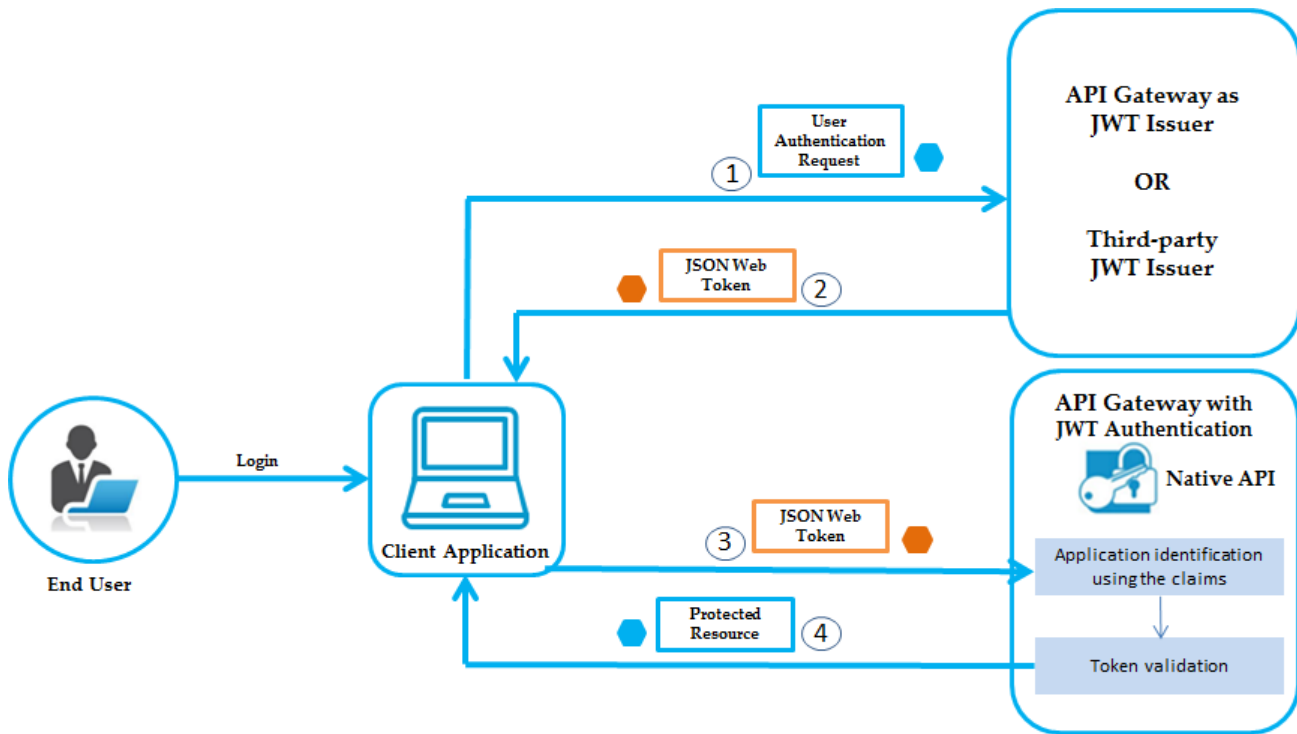 User
Authentication
Request
1
API Gateway as
JWT Issuer
OR
Third-party
JWT Issuer
JSON Web
Token
2
End User
Login
Client Application
API Gateway with
JWT Authentication
Native API
3
JSON Web
Token
Application identification
using the claims
Protected
Resource
4
Token validation